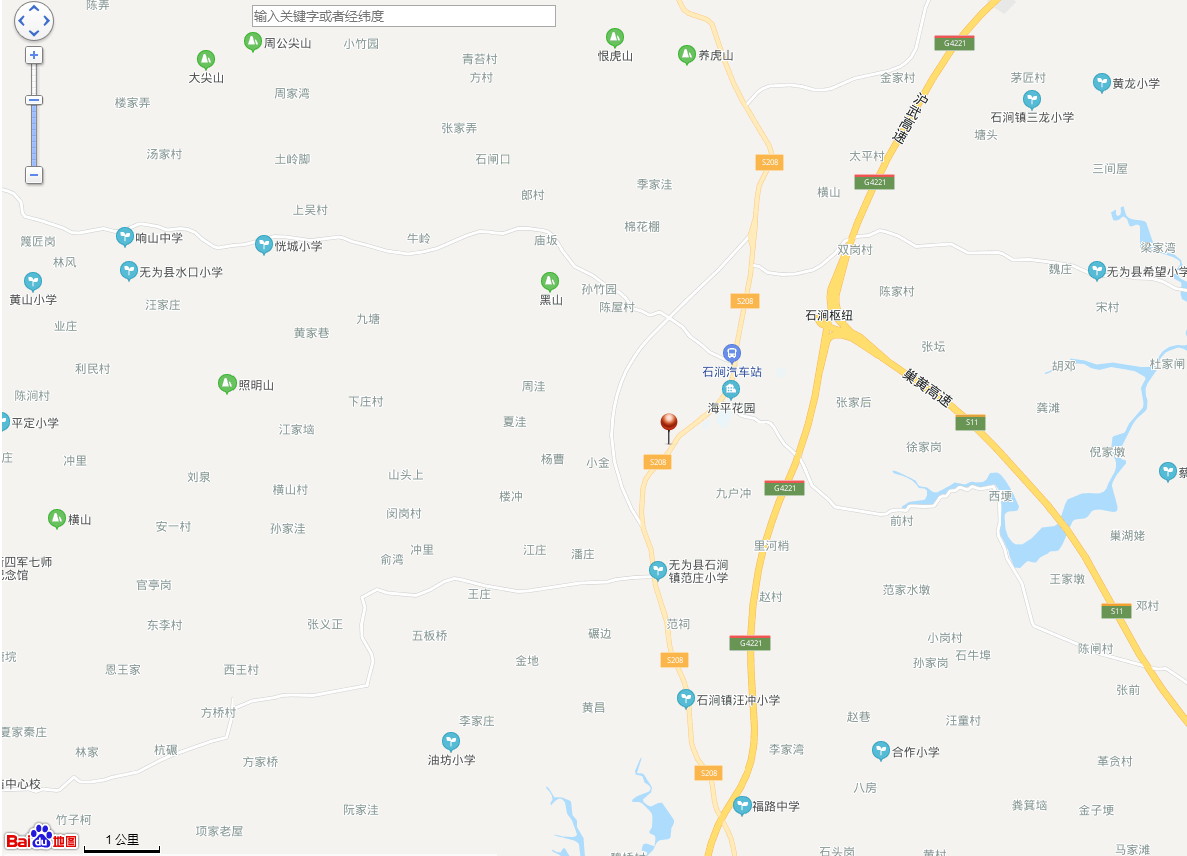 陈弄
输入关键字或者经纬度
周公尖山
小竹园
恨虎山
养虎山
G4221
大尖山
青苔村
方村
金家村
茅匠村
黄龙小学
周家湾
楼家弄
沪武高速
石涧镇三龙小学
张家弄
塘头
汤家村
土岭脚
石闸口
S208
太平村
三间屋
季家洼
G4221
横山
郎村
上吴村
棉花棚
篾匠岗
响山中学
恍城小学
牛岭
庙坂
双岗村
梁家湾
林风
无为县水口小学
魏庄
无为县希望小学
黄山小学
汪家庄
黑山
孙竹园
陈屋村
S208
陈家村
宋村
业庄
黄家巷
九塘
石涧枢纽
张坛
利民村
石涧汽车站
胡邓
杜家闸
陈涧村
照明山
周洼
巢黄高速
下庄村
海平花园
张家后
龚滩
平定小学
江家垴
夏洼
S11
庄
冲里
杨曹
小金
S208
徐家岗
倪家墩
刘泉
山头上
蔡
横山村
楼冲
九户冲
G4221
西埂
横山
安一村
孙家洼
闵岗村
前村
冲里
江庄
潘庄
里河梢
巢湖姥
俞湾
四军七师
念馆
无为县石涧
镇范庄小学
官亭岗
王庄
赵村
范家水墩
王家墩
东李村
张义正
五板桥
碾边
范祠
S11
邓村
G4221
小岗村
石牛埠
陈闸村
恩王家
西王村
金地
S208
孙家岗
石涧镇汪冲小学
张前
方桥村
黄昌
李家庄
赵巷
汪童村
夏家秦庄
林家
杭碾
方家桥
油坊小学
李家湾
合作小学
革贪村
中心校
S208
八房
阮家洼
福路中学
粪箕垴
金子埂
竹子柯
项家老屋
Bai du 地图
1 公里
石头岗
黄村
马家滩